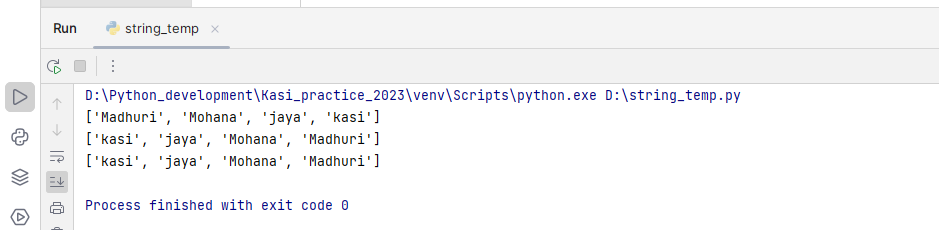 Run string_temp
D:\Python_development\Kasi_practice_2023\venv\Scripts\python.exe D:\string_temp.py
['Madhuri', 'Mohana', 'jaya', 'kasi']
['kasi', 'jaya', 'Mohana', 'Madhuri']
['kasi', 'jaya', 'Mohana', 'Madhuri']
Process finished with exit code 0